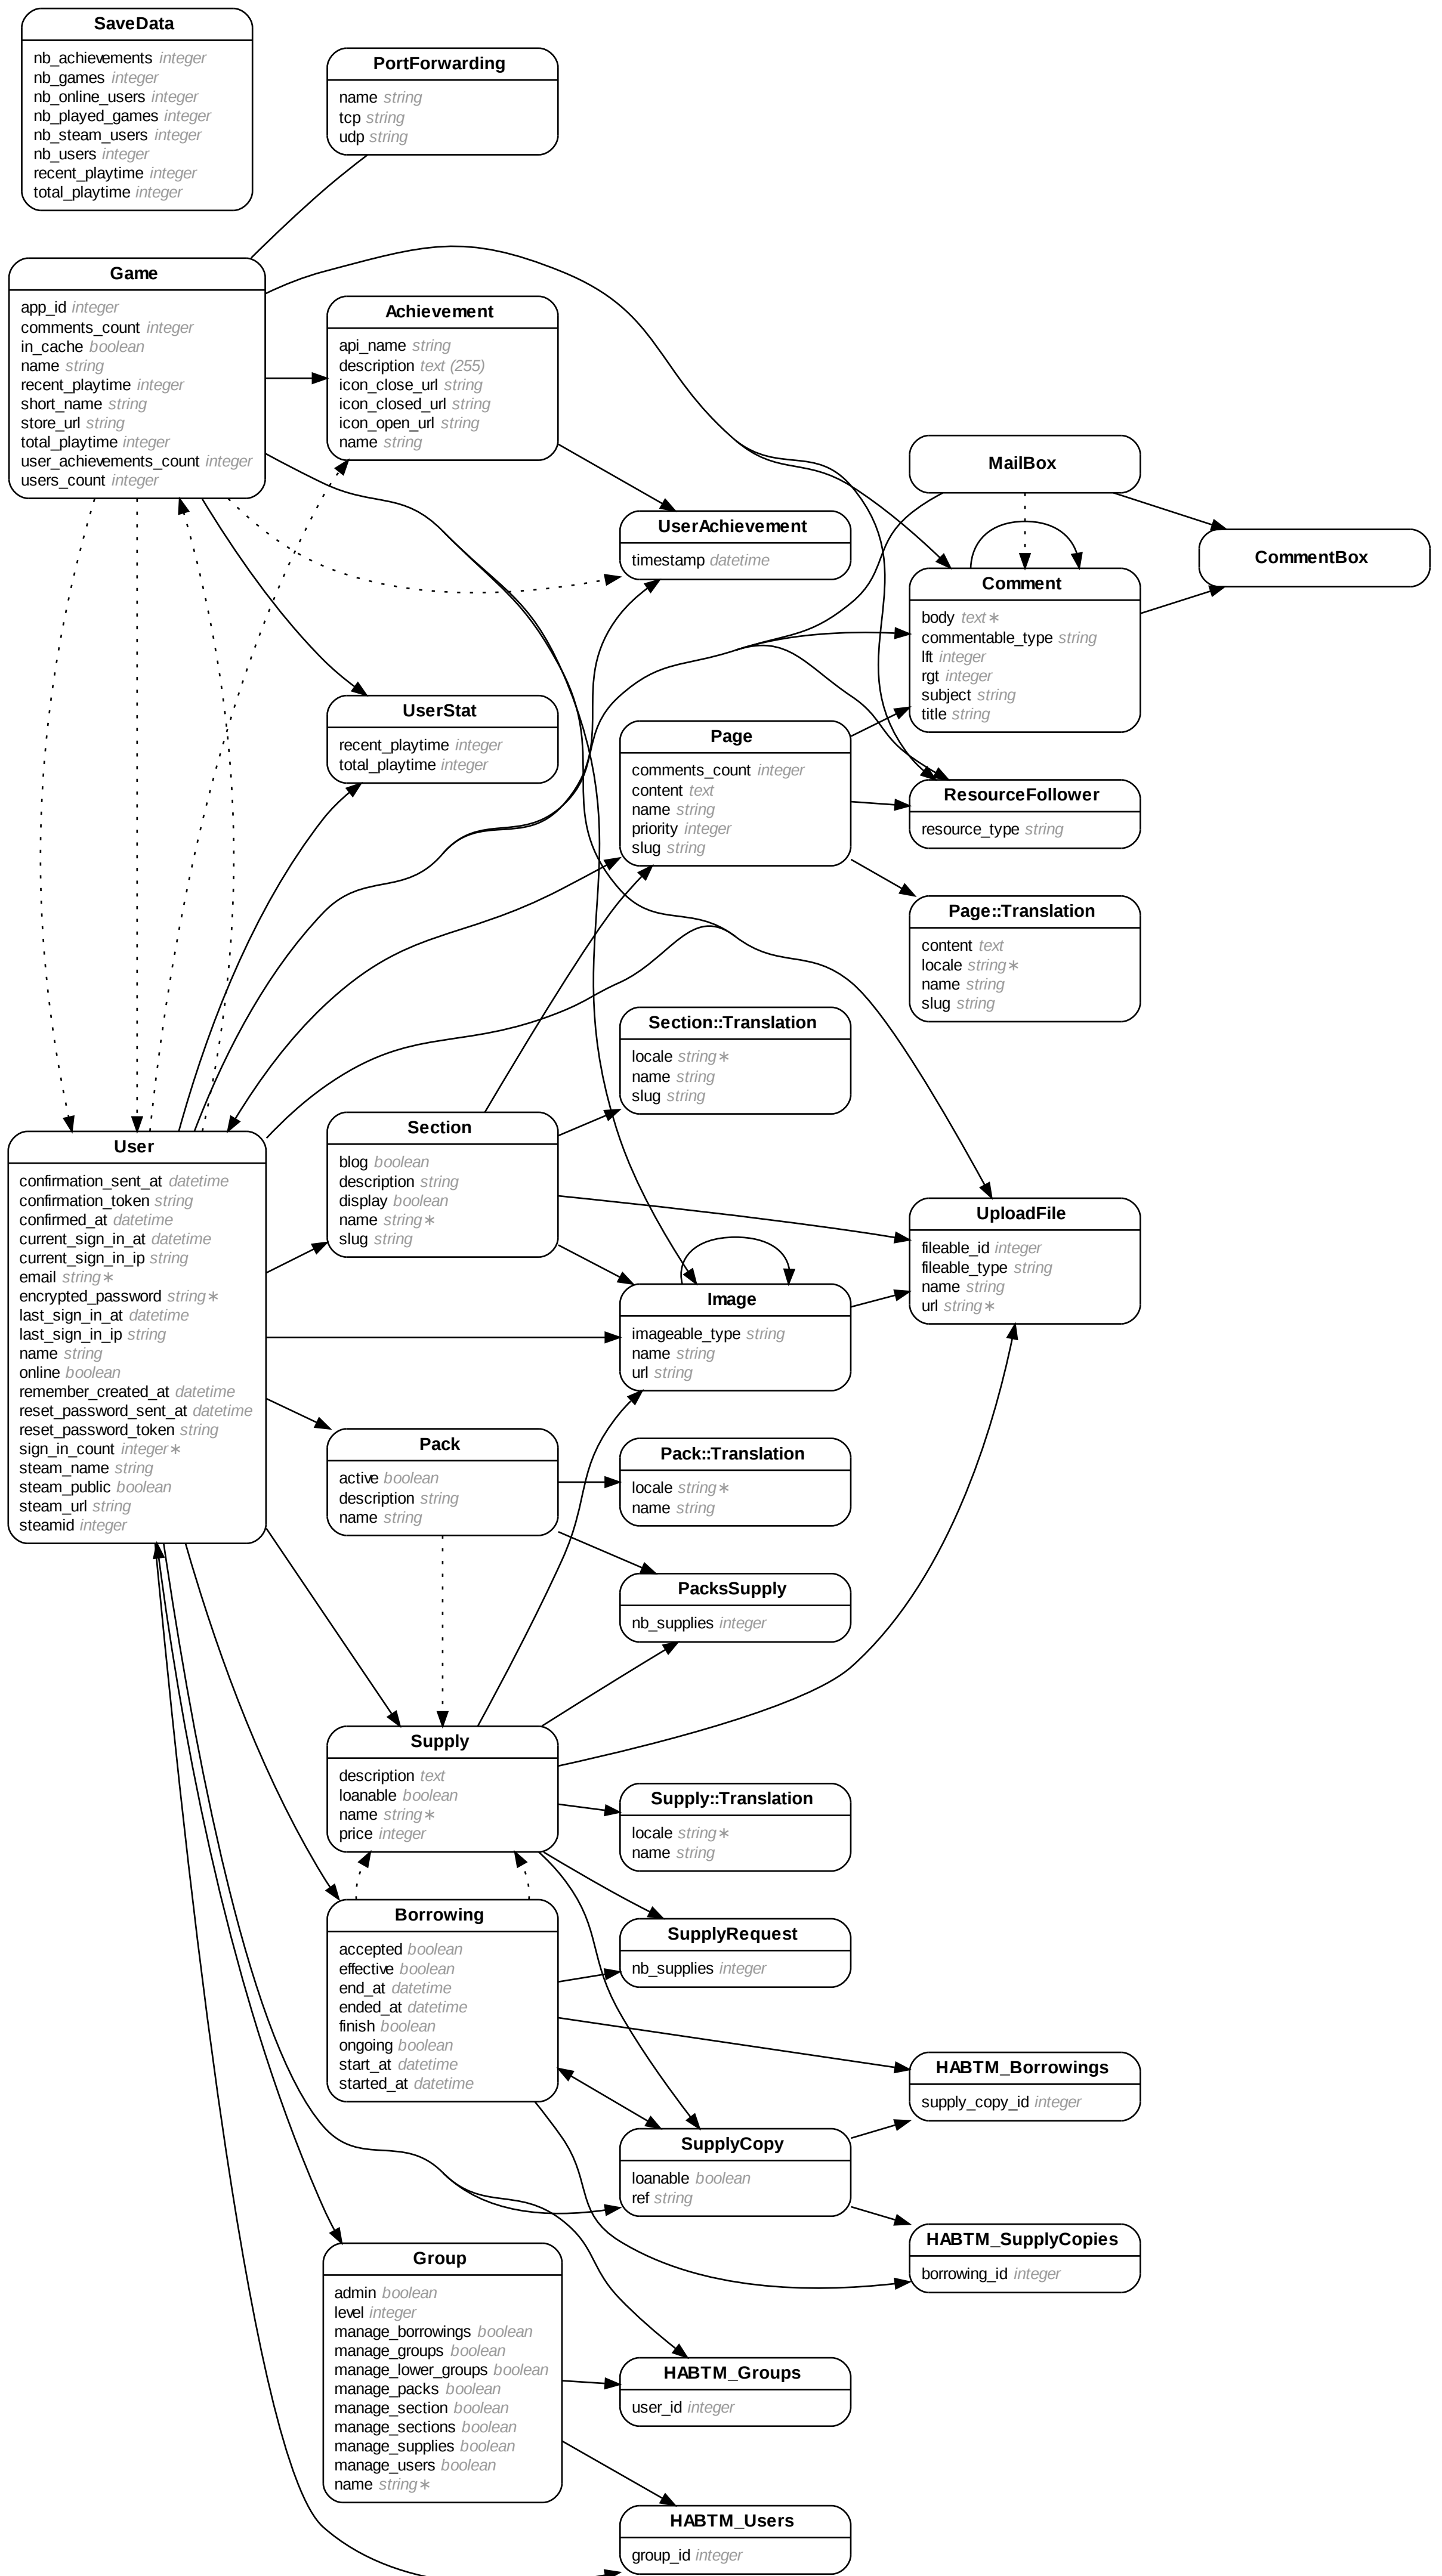 SaveData
nb_achievements integer
nb_games integer
nb_online_users integer
nb_played_games integer
nb_steam_users integer
nb_users integer
recent_playtime integer
total_playtime integer
PortForwarding
name string
tcp string
udp string
Game
app_id integer
comments_count integer
in_cache boolean
name string
recent_playtime integer
short_name string
store_url string
total_playtime integer
user_achievements_count integer
users_count integer
Achievement
api_name string
description text (255)
icon_close_url string
icon_closed_url string
icon_open_url string
name string
MailBox
UserAchievement
timestamp datetime
CommentBox
Comment
body text∗
commentable_type string
lft integer
rgt integer
subject string
title string
UserStat
recent_playtime integer
total_playtime integer
Page
comments_count integer
content text
name string
priority integer
slug string
ResourceFollower
resource_type string
Page::Translation
content text
locale string∗
name string
slug string
Section::Translation
locale string∗
name string
slug string
User
confirmation_sent_at datetime
confirmation_token string
confirmed_at datetime
current_sign_in_at datetime
current_sign_in_ip string
email string∗
encrypted_password string∗
last_sign_in_at datetime
last_sign_in_ip string
name string
online boolean
remember_created_at datetime
reset_password_sent_at datetime
reset_password_token string
sign_in_count integer∗
steam_name string
steam_public boolean
steam_url string
steamid integer
Section
blog boolean
description string
display boolean
name string∗
slug string
UploadFile
fileable_id integer
fileable_type string
name string
url string∗
Image
imageable_type string
name string
url string
Pack
active boolean
description string
name string
Pack::Translation
locale string∗
name string
PacksSupply
nb_supplies integer
Supply
description text
loanable boolean
name string∗
price integer
Supply::Translation
locale string∗
name string
Borrowing
accepted boolean
effective boolean
end_at datetime
ended_at datetime
finish boolean
ongoing boolean
start_at datetime
started_at datetime
SupplyRequest
nb_supplies integer
HABTM_Borrowings
supply_copy_id integer
SupplyCopy
loanable boolean
ref string
HABTM_SupplyCopies
borrowing_id integer
Group
admin boolean
level integer
manage_borrowings boolean
manage_groups boolean
manage_lower_groups boolean
manage_packs boolean
manage_section boolean
manage_sections boolean
manage_supplies boolean
manage_users boolean
name string∗
HABTM_Groups
user_id integer
HABTM_Users
group_id integer